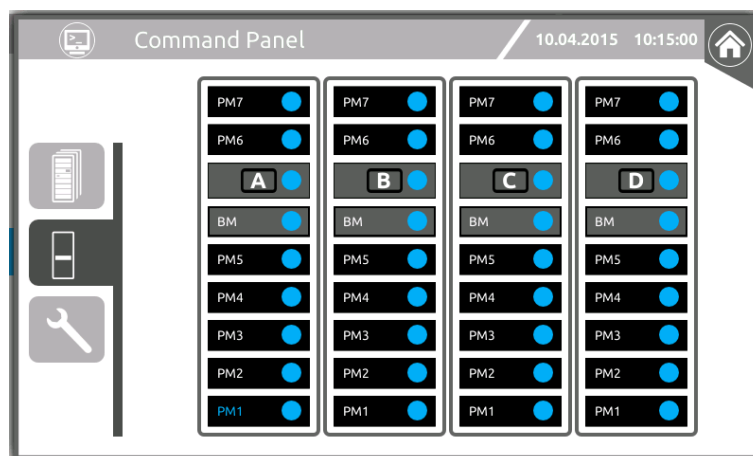 Command Panel 10.04.2015 10:15:00
PM7 PM7 PM7 PM7
PM6 PM6 PM6 PM6
A B C D
BM BM BM BM
PM5 PM5 PM5 PM5
PM4 PM4 PM4 PM4
PM3 PM3 PM3 PM3
PM2 PM2 PM2 PM2
PM1 PM1 PM1 PM1